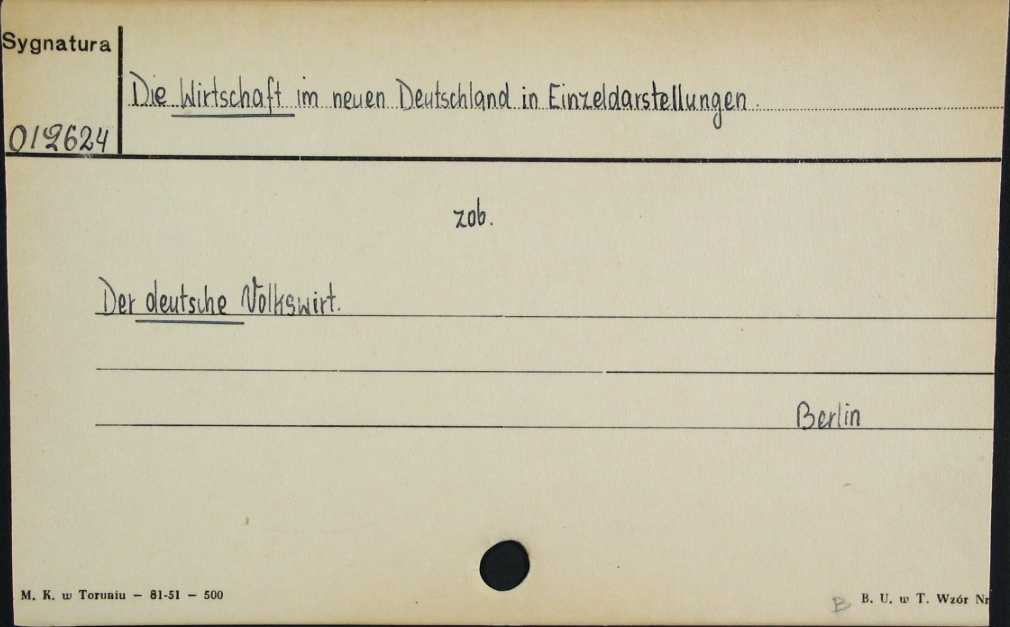 Sygnatura
Die Wirtschaft im neuen Deutschland in Einzeldarstellungen.
012624
zob.
Der deutsche Volkswirt.
Berlin
M. K. w Toruniu — 81-51 — 500
B B. U. w T. Wzór Nr